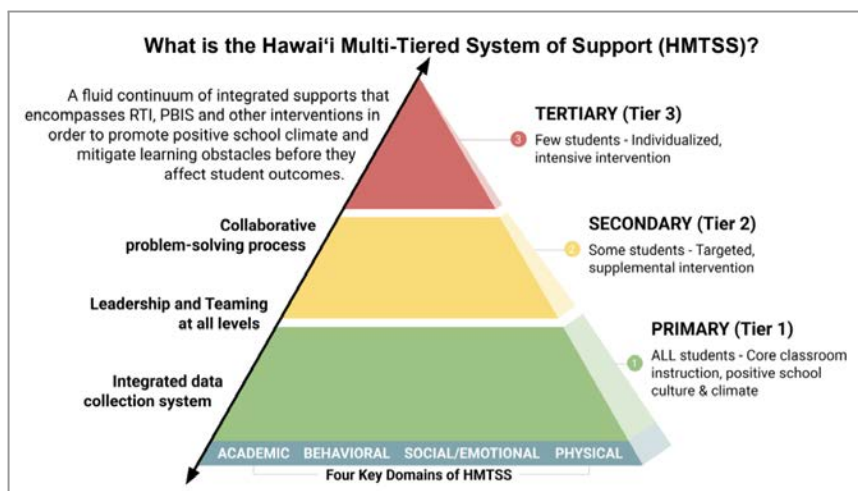 What is the Hawaiʻi Multi-Tiered System of Support (HMTSS)?
A fluid continuum of integrated supports that
encompasses RTI, PBIS and other interventions in
order to promote positive school climate and
mitigate learning obstacles before they
affect student outcomes.
Collaborative
problem-solving process
Leadership and Teaming
at all levels
Integrated data
collection system
TERTIARY (Tier 3)
3
Few students - Individualized,
intensive intervention
SECONDARY (Tier 2)
2
Some students - Targeted,
supplemental intervention
PRIMARY (Tier 1)
1
ALL students - Core classroom
instruction, positive school
culture & climate
ACADEMIC BEHAVIORAL SOCIAL/EMOTIONAL PHYSICAL
Four Key Domains of HMTSS